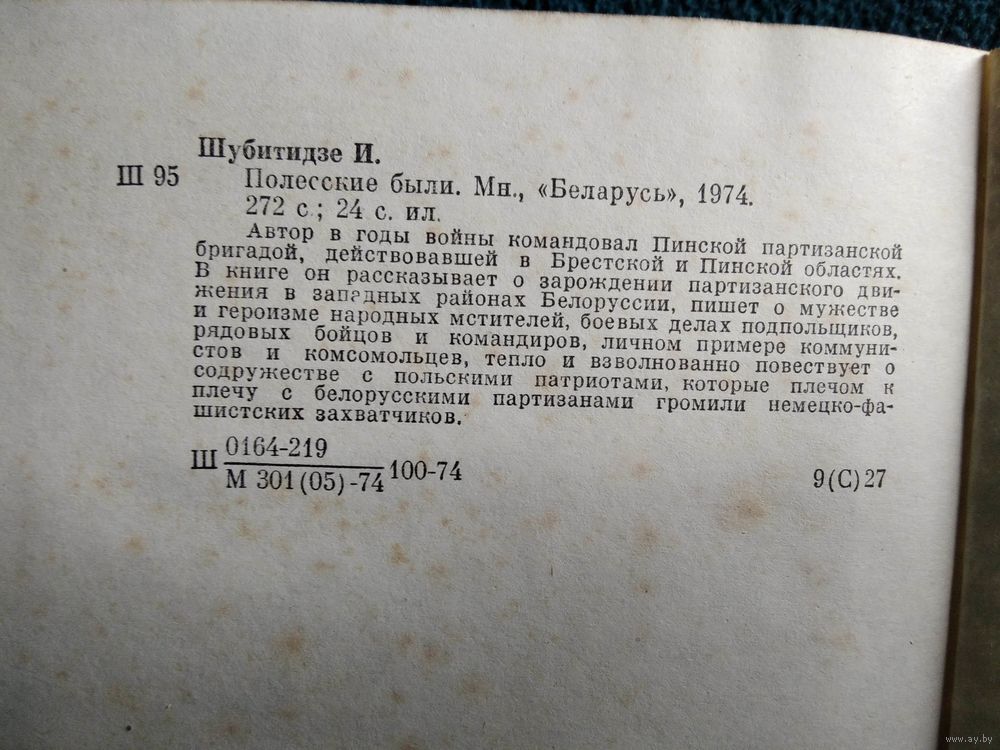 Шубитидзе И.
Ш 95 Полесские были. Мн., «Беларусь», 1974.
272 с.; 24 с. ил.
Автор в годы войны командовал Пинской партизанской
бригадой, действовавшей в Брестской и Пинской областях.
В книге он рассказывает о зарождении партизанского дви-
жения в западных районах Белоруссии, пишет о мужестве
и героизме народных мстителей, боевых делах подпольщиков,
рядовых бойцов и командиров, личном примере коммуни-
стов и комсомольцев, тепло и взволнованно повествует о
содружестве с польскими патриотами, которые плечом к
плечу с белорусскими партизанами громили немецко-фа-
шистских захватчиков.
Ш 0164-219
М 301(05)-74 100-74 9(С)27
www.ay.by